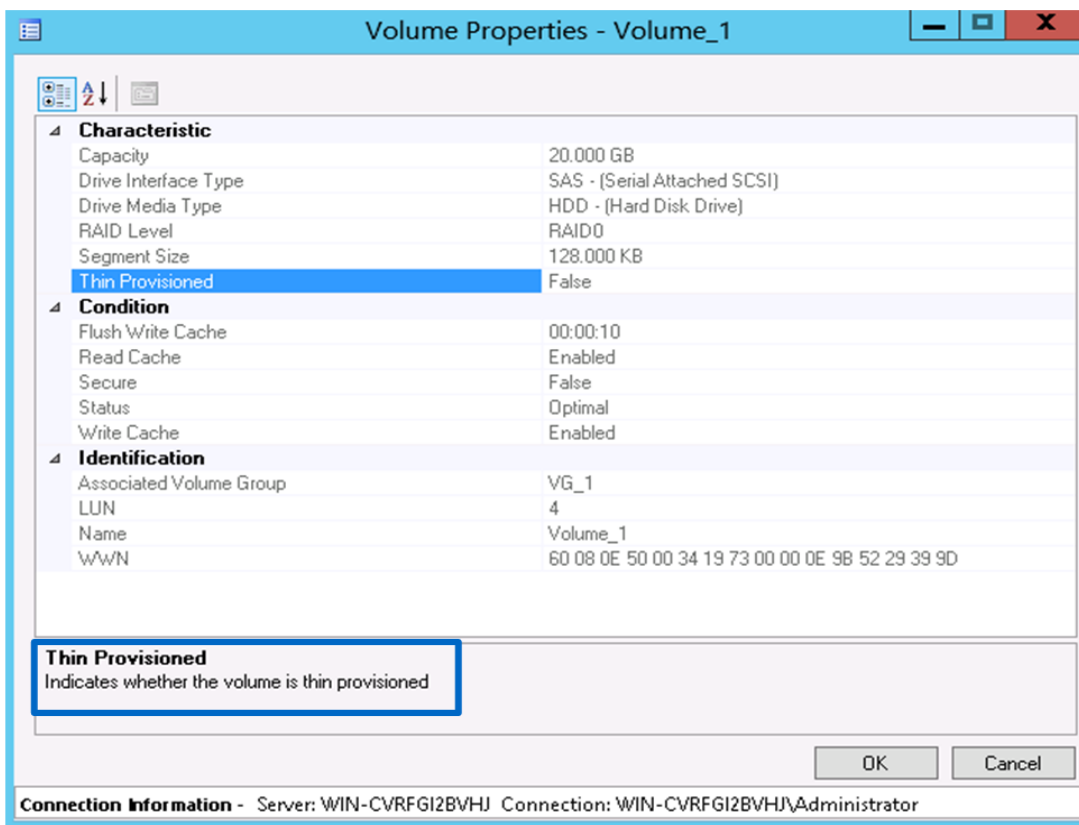 Volume Properties - Volume_1
Characteristic
Capacity 20.000 GB
Drive Interface Type SAS - (Serial Attached SCSI)
Drive Media Type HDD - (Hard Disk Drive)
RAID Level RAID0
Segment Size 128.000 KB
Thin Provisioned False
Condition
Flush Write Cache 00:00:10
Read Cache Enabled
Secure False
Status Optimal
Write Cache Enabled
Identification
Associated Volume Group VG_1
LUN 4
Name Volume_1
WWN 60 08 0E 50 00 34 19 73 00 00 0E 9B 52 29 39 9D
Thin Provisioned
Indicates whether the volume is thin provisioned
OK Cancel
Connection Information - Server: WIN-CVRFGI2BVHJ Connection: WIN-CVRFGI2BVHJ\Administrator